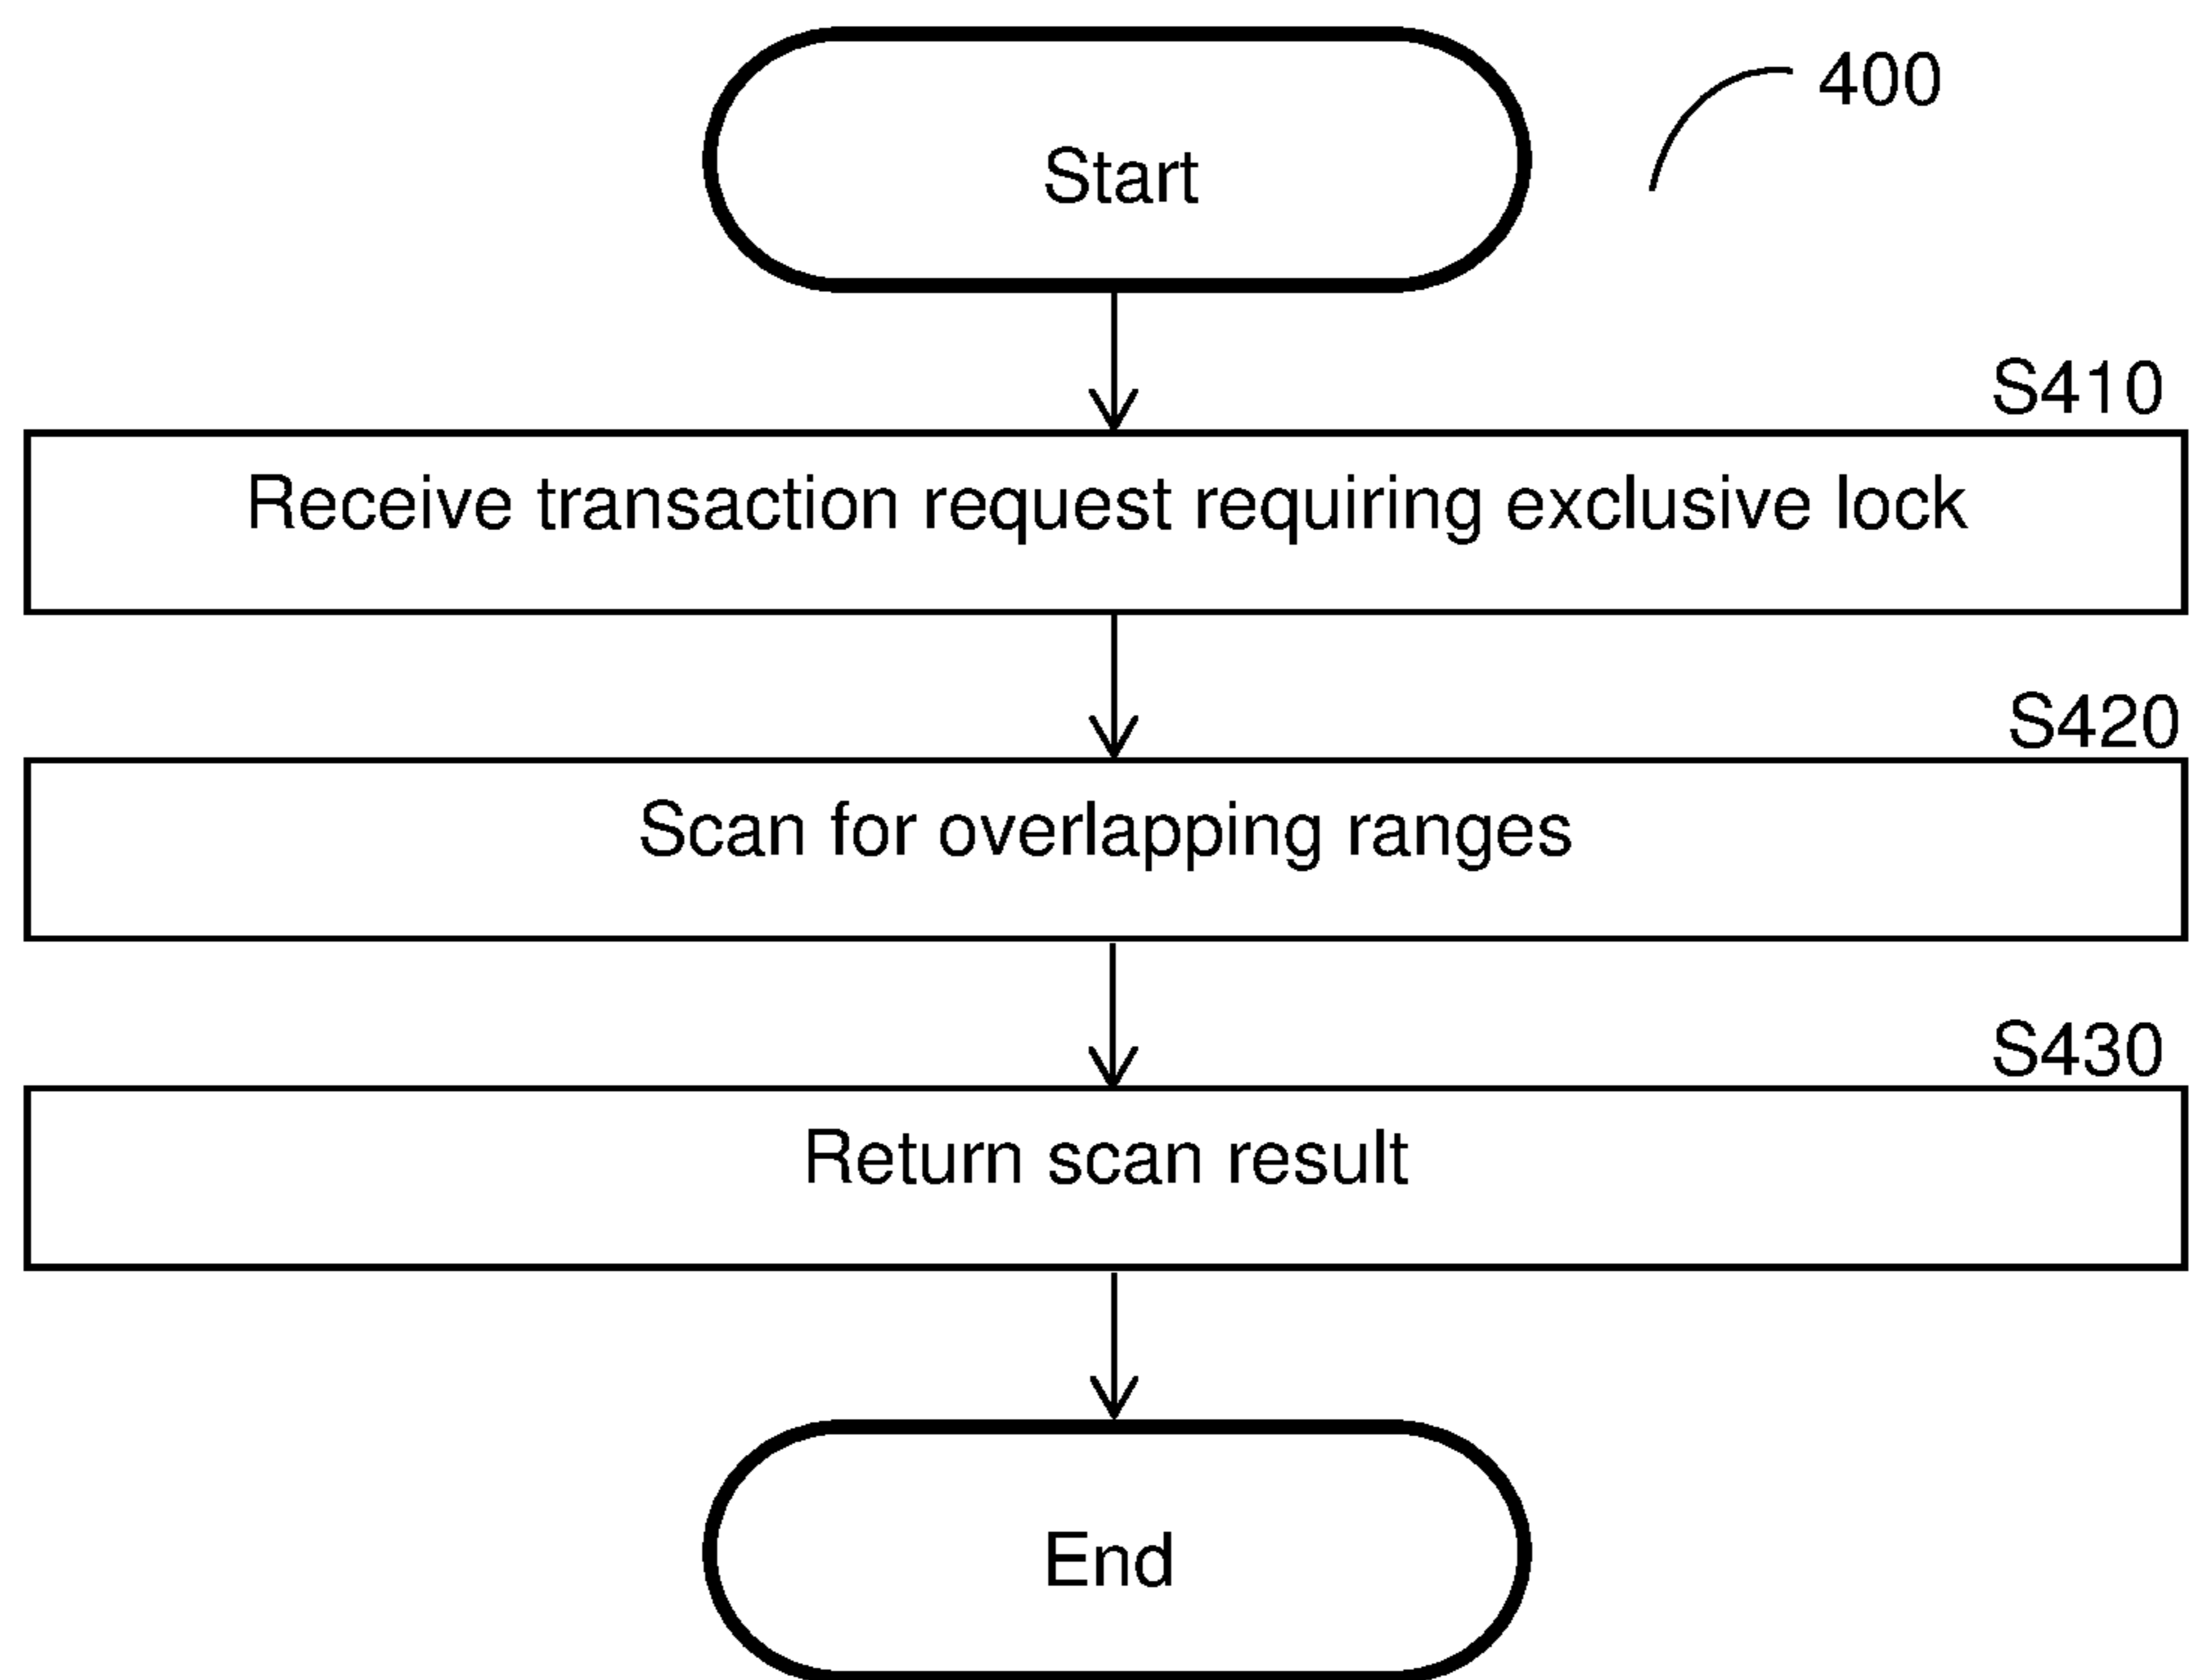 Start
400
S410
Receive transaction request requiring exclusive lock
S420
Scan for overlapping ranges
S430
Return scan result
End